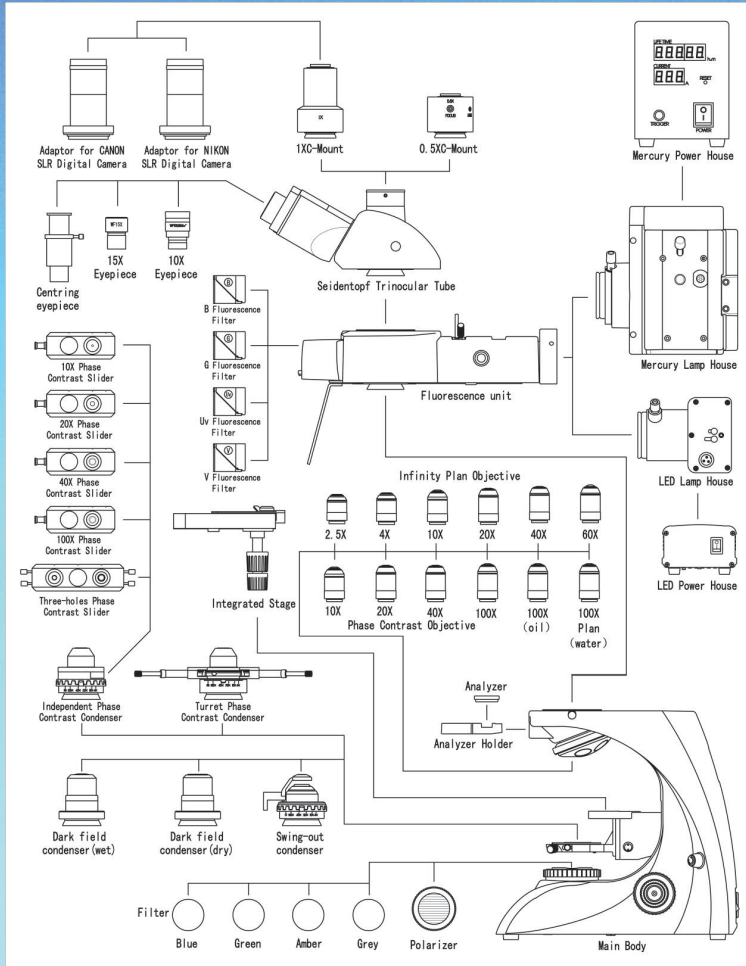 LIFE TIME
h.m
CURRENT
A
RESET
TRIGGER
POWER
Mercury Power House
1X
0.5X
FOCUS
Adaptor for CANON
SLR Digital Camera
Adaptor for NIKON
SLR Digital Camera
1XC-Mount
0.5XC-Mount
WF15X
Centring
eyepiece
15X
Eyepiece
10X
Eyepiece
Seidentopf Trinocular Tube
B
B Fluorescence
Filter
G
G Fluorescence
Filter
Uv
Uv Fluorescence
Filter
V
V Fluorescence
Filter
Fluorescence unit
Mercury Lamp House
LED Lamp House
LED Power House
10X Phase
Contrast Slider
20X Phase
Contrast Slider
40X Phase
Contrast Slider
100X Phase
Contrast Slider
Three-holes Phase
Contrast Slider
Integrated Stage
Infinity Plan Objective
2.5X
4X
10X
20X
40X
60X
10X
20X
40X
100X
100X
(oil)
100X
Plan
(water)
Phase Contrast Objective
Independent Phase
Contrast Condenser
Turret Phase
Contrast Condenser
Analyzer
Analyzer Holder
Dark field
condenser(wet)
Dark field
condenser(dry)
Swing-out
condenser
Filter
Blue
Green
Amber
Grey
Polarizer
Main Body